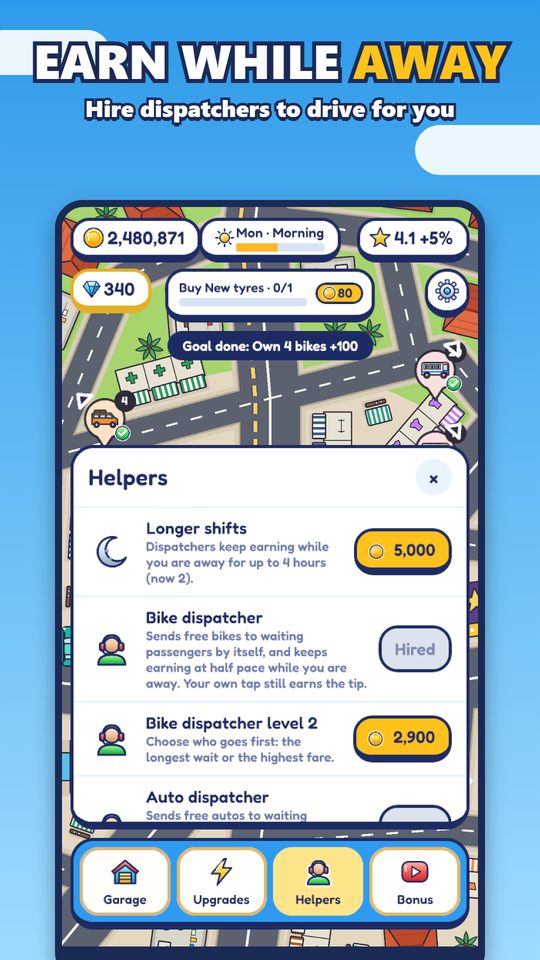 EARN WHILE AWAY
Hire dispatchers to drive for you
2,480,871
Mon · Morning
4.1 +5%
340
Buy New tyres · 0/1
80
Goal done: Own 4 bikes +100
4
Helpers
×
Longer shifts
Dispatchers keep earning while
you are away for up to 4 hours
(now 2).
5,000
Bike dispatcher
Sends free bikes to waiting
passengers by itself, and keeps
earning at half pace while you are
away. Your own tap still earns the tip.
Hired
Bike dispatcher level 2
Choose who goes first: the
longest wait or the highest fare.
2,900
Auto dispatcher
Sends free autos to waiting
Garage
Upgrades
Helpers
Bonus